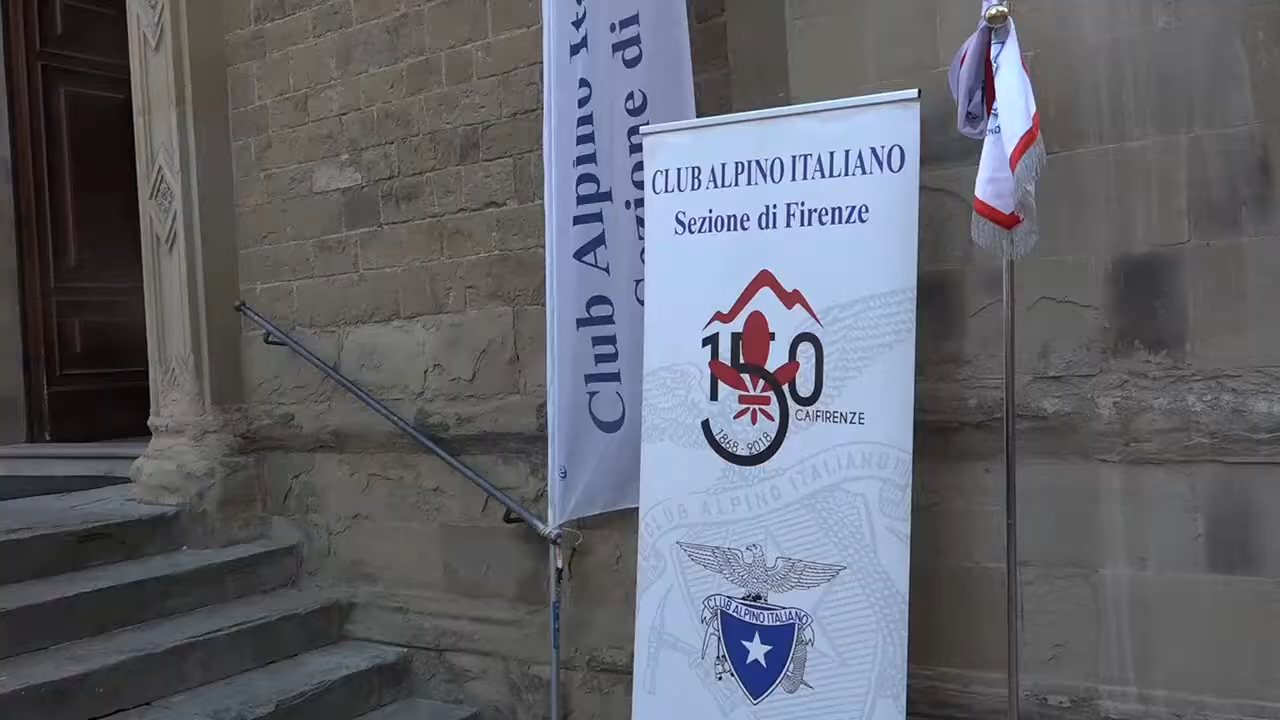 Club Alpino
Sezione di
CLUB ALPINO ITALIANO
Sezione di Firenze
150
CAIFIRENZE
1868 - 2018
CLUB ALPINO ITALIANO
CLUB ALPINO ITALIANO